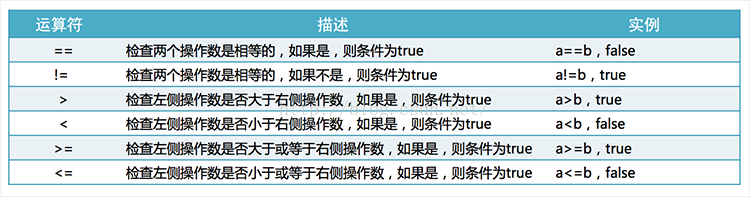 运算符 描述 实例
== 检查两个操作数是相等的，如果是，则条件为true a==b，false
!= 检查两个操作数是相等的，如果不是，则条件为true a!=b，true
> 检查左侧操作数是否大于右侧操作数，如果是，则条件为true a>b，true
< 检查左侧操作数是否小于右侧操作数，如果是，则条件为true a<b，false
>= 检查左侧操作数是否大于或等于右侧操作数，如果是，则条件为true a>=b，true
<= 检查左侧操作数是否小于或等于右侧操作数，如果是，则条件为true a<=b，false